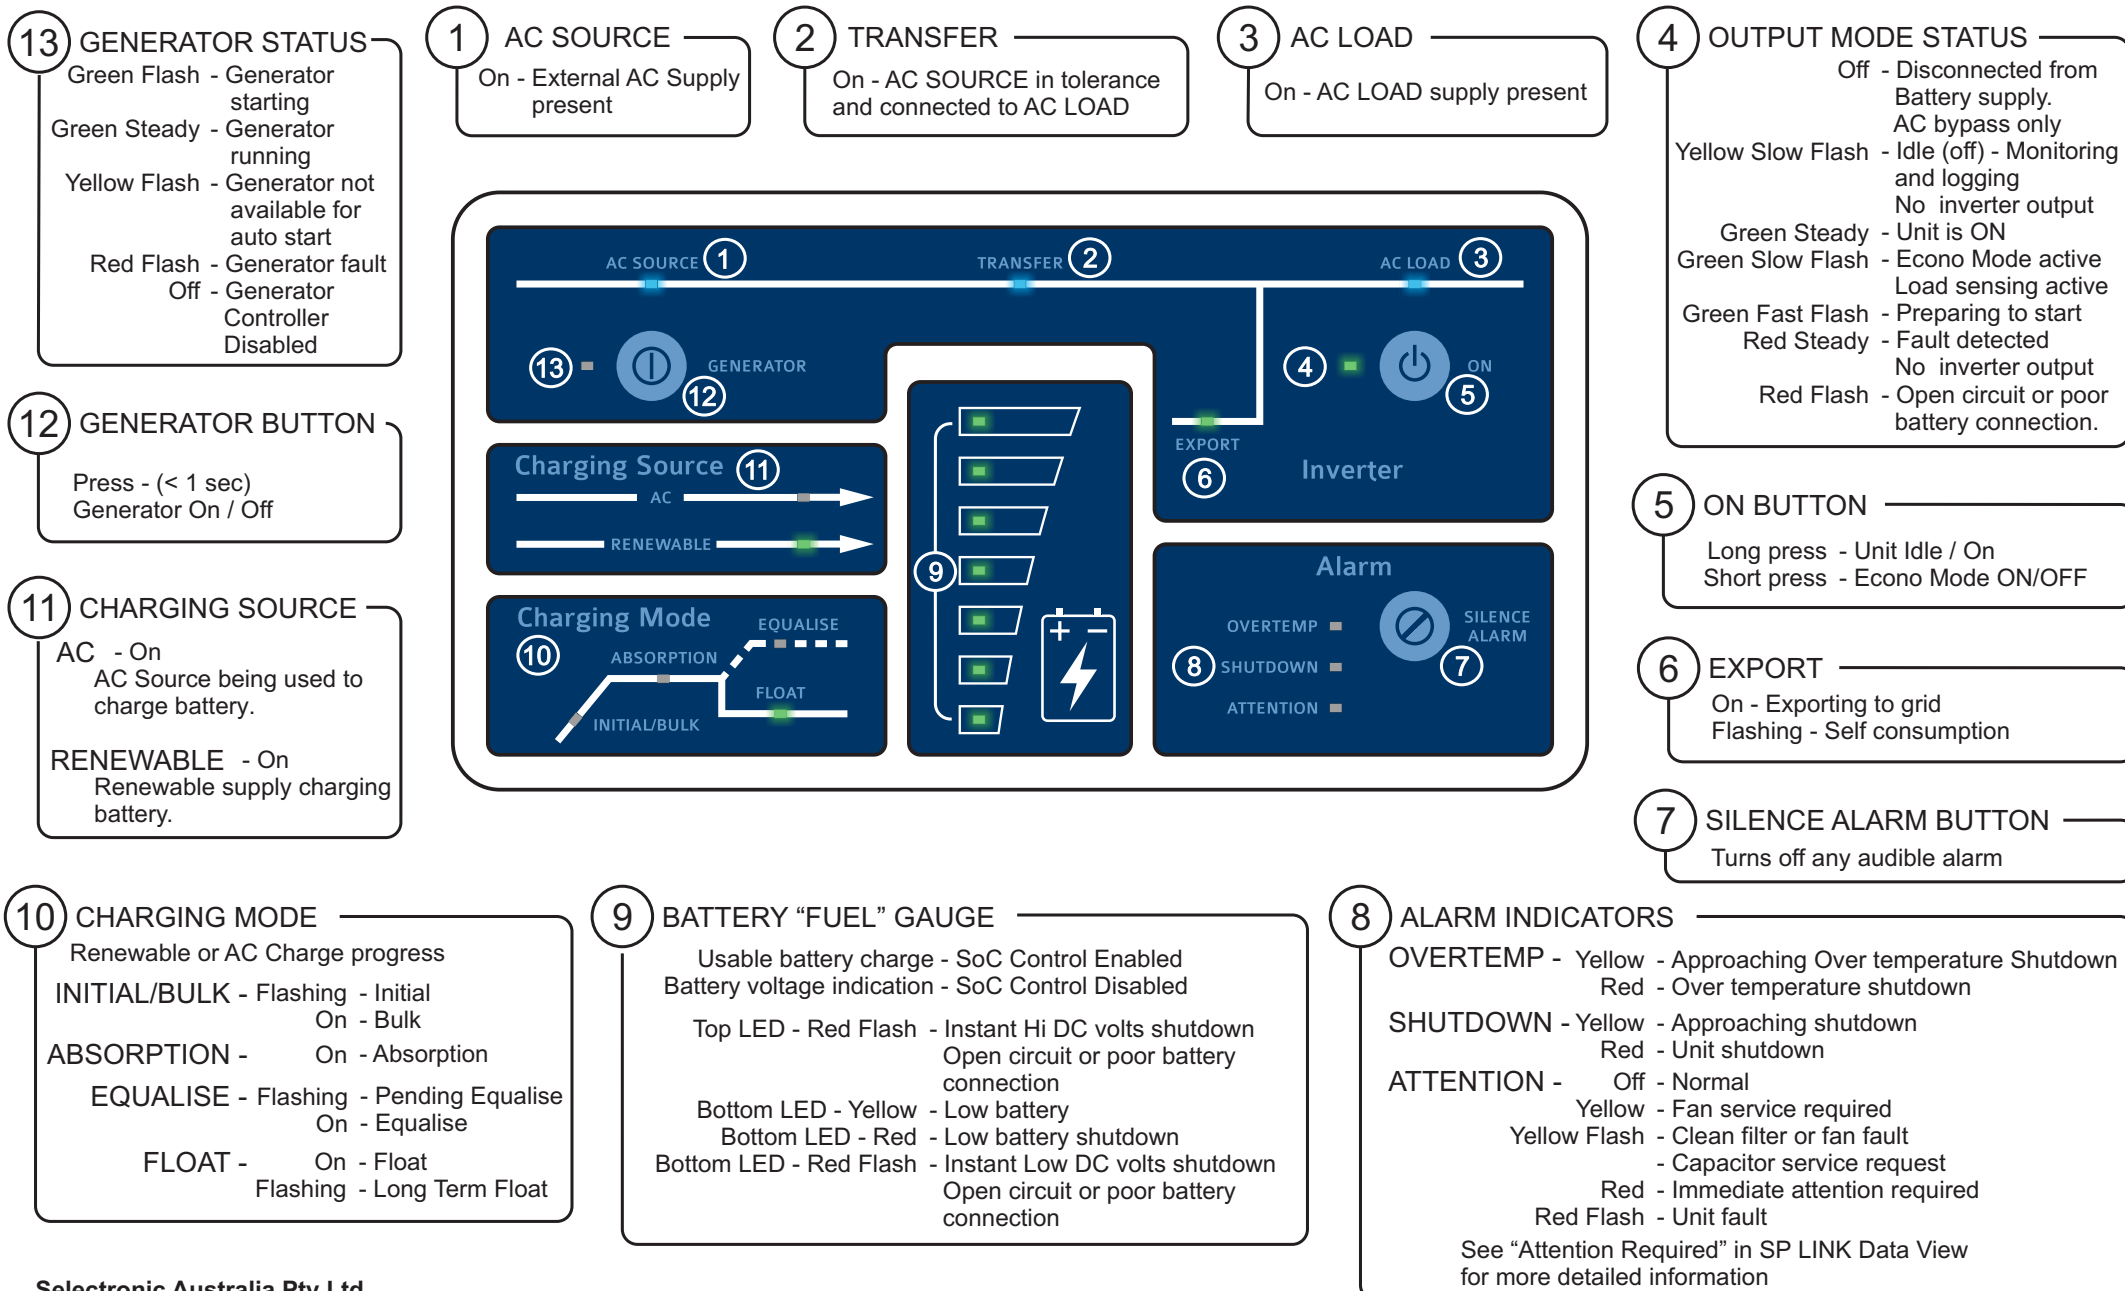 13 GENERATOR STATUS
Green Flash - Generator
starting
Green Steady - Generator
running
Yellow Flash - Generator not
available for
auto start
Red Flash - Generator fault
Off - Generator
Controller
Disabled
1 AC SOURCE
On - External AC Supply
present
2 TRANSFER
On - AC SOURCE in tolerance
and connected to AC LOAD
3 AC LOAD
On - AC LOAD supply present
4 OUTPUT MODE STATUS
Off - Disconnected from
Battery supply.
AC bypass only
Yellow Slow Flash - Idle (off) - Monitoring
and logging
No inverter output
Green Steady - Unit is ON
Green Slow Flash - Econo Mode active
Load sensing active
Green Fast Flash - Preparing to start
Red Steady - Fault detected
No inverter output
Red Flash - Open circuit or poor
battery connection.
12 GENERATOR BUTTON
Press - (< 1 sec)
Generator On / Off
11 CHARGING SOURCE
AC - On
AC Source being used to
charge battery.
RENEWABLE - On
Renewable supply charging
battery.
AC SOURCE 1
TRANSFER 2
AC LOAD 3
13 GENERATOR
12
4 ON
5
EXPORT
6 Inverter
Charging Source 11
AC
RENEWABLE
9
Charging Mode
10 EQUALISE
ABSORPTION
FLOAT
INITIAL/BULK
+ −
Alarm
OVERTEMP
8 SHUTDOWN
ATTENTION
SILENCE
ALARM
7
5 ON BUTTON
Long press - Unit Idle / On
Short press - Econo Mode ON/OFF
6 EXPORT
On - Exporting to grid
Flashing - Self consumption
7 SILENCE ALARM BUTTON
Turns off any audible alarm
10 CHARGING MODE
Renewable or AC Charge progress
INITIAL/BULK - Flashing - Initial
On - Bulk
ABSORPTION - On - Absorption
EQUALISE - Flashing - Pending Equalise
On - Equalise
FLOAT - On - Float
Flashing - Long Term Float
9 BATTERY “FUEL” GAUGE
Usable battery charge - SoC Control Enabled
Battery voltage indication - SoC Control Disabled
Top LED - Red Flash - Instant Hi DC volts shutdown
Open circuit or poor battery
connection
Bottom LED - Yellow - Low battery
Bottom LED - Red - Low battery shutdown
Bottom LED - Red Flash - Instant Low DC volts shutdown
Open circuit or poor battery
connection
8 ALARM INDICATORS
OVERTEMP - Yellow - Approaching Over temperature Shutdown
Red - Over temperature shutdown
SHUTDOWN - Yellow - Approaching shutdown
Red - Unit shutdown
ATTENTION - Off - Normal
Yellow - Fan service required
Yellow Flash - Clean filter or fan fault
- Capacitor service request
Red - Immediate attention required
Red Flash - Unit fault
See “Attention Required” in SP LINK Data View
for more detailed information
Selectronic Australia Pty Ltd